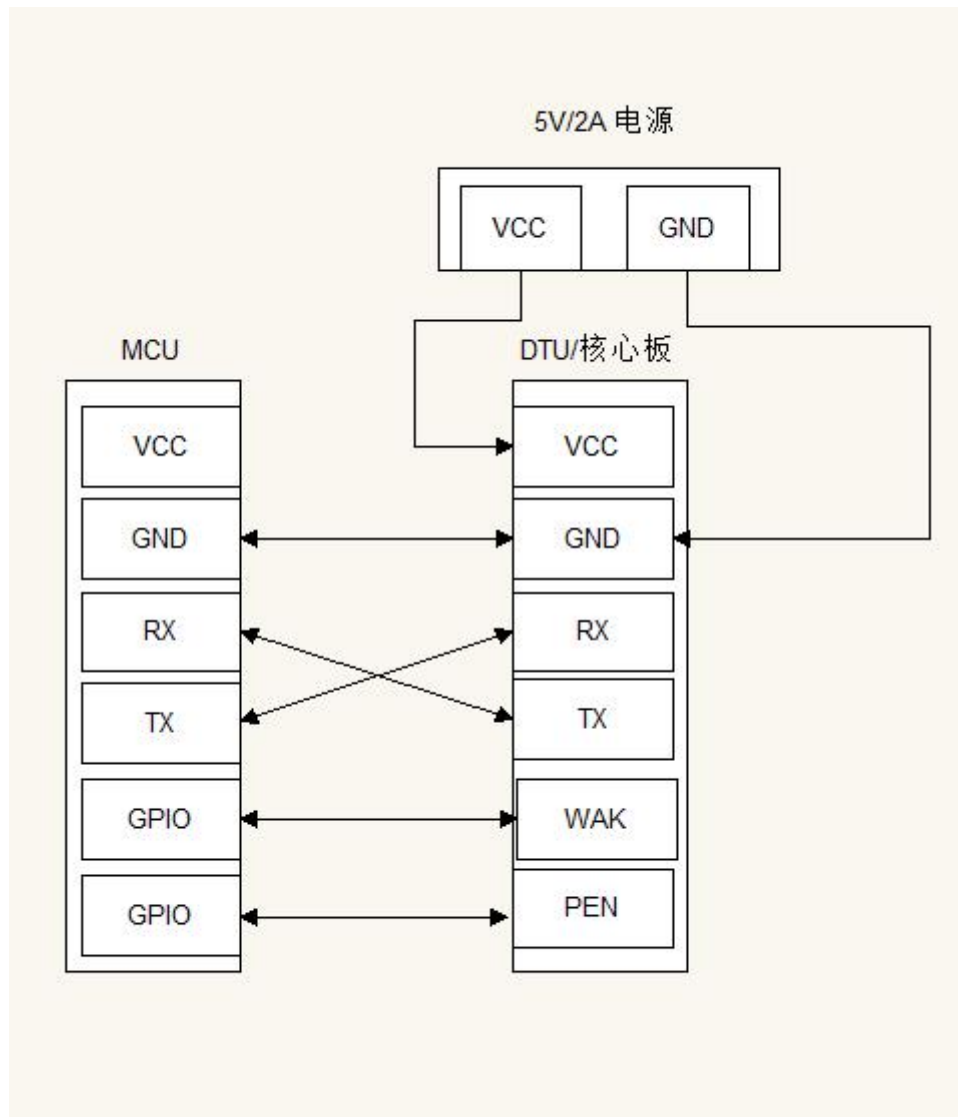 5V/2A 电源
VCC
GND
MCU
DTU/核心板
VCC
VCC
GND
GND
RX
RX
TX
TX
GPIO
WAK
GPIO
PEN